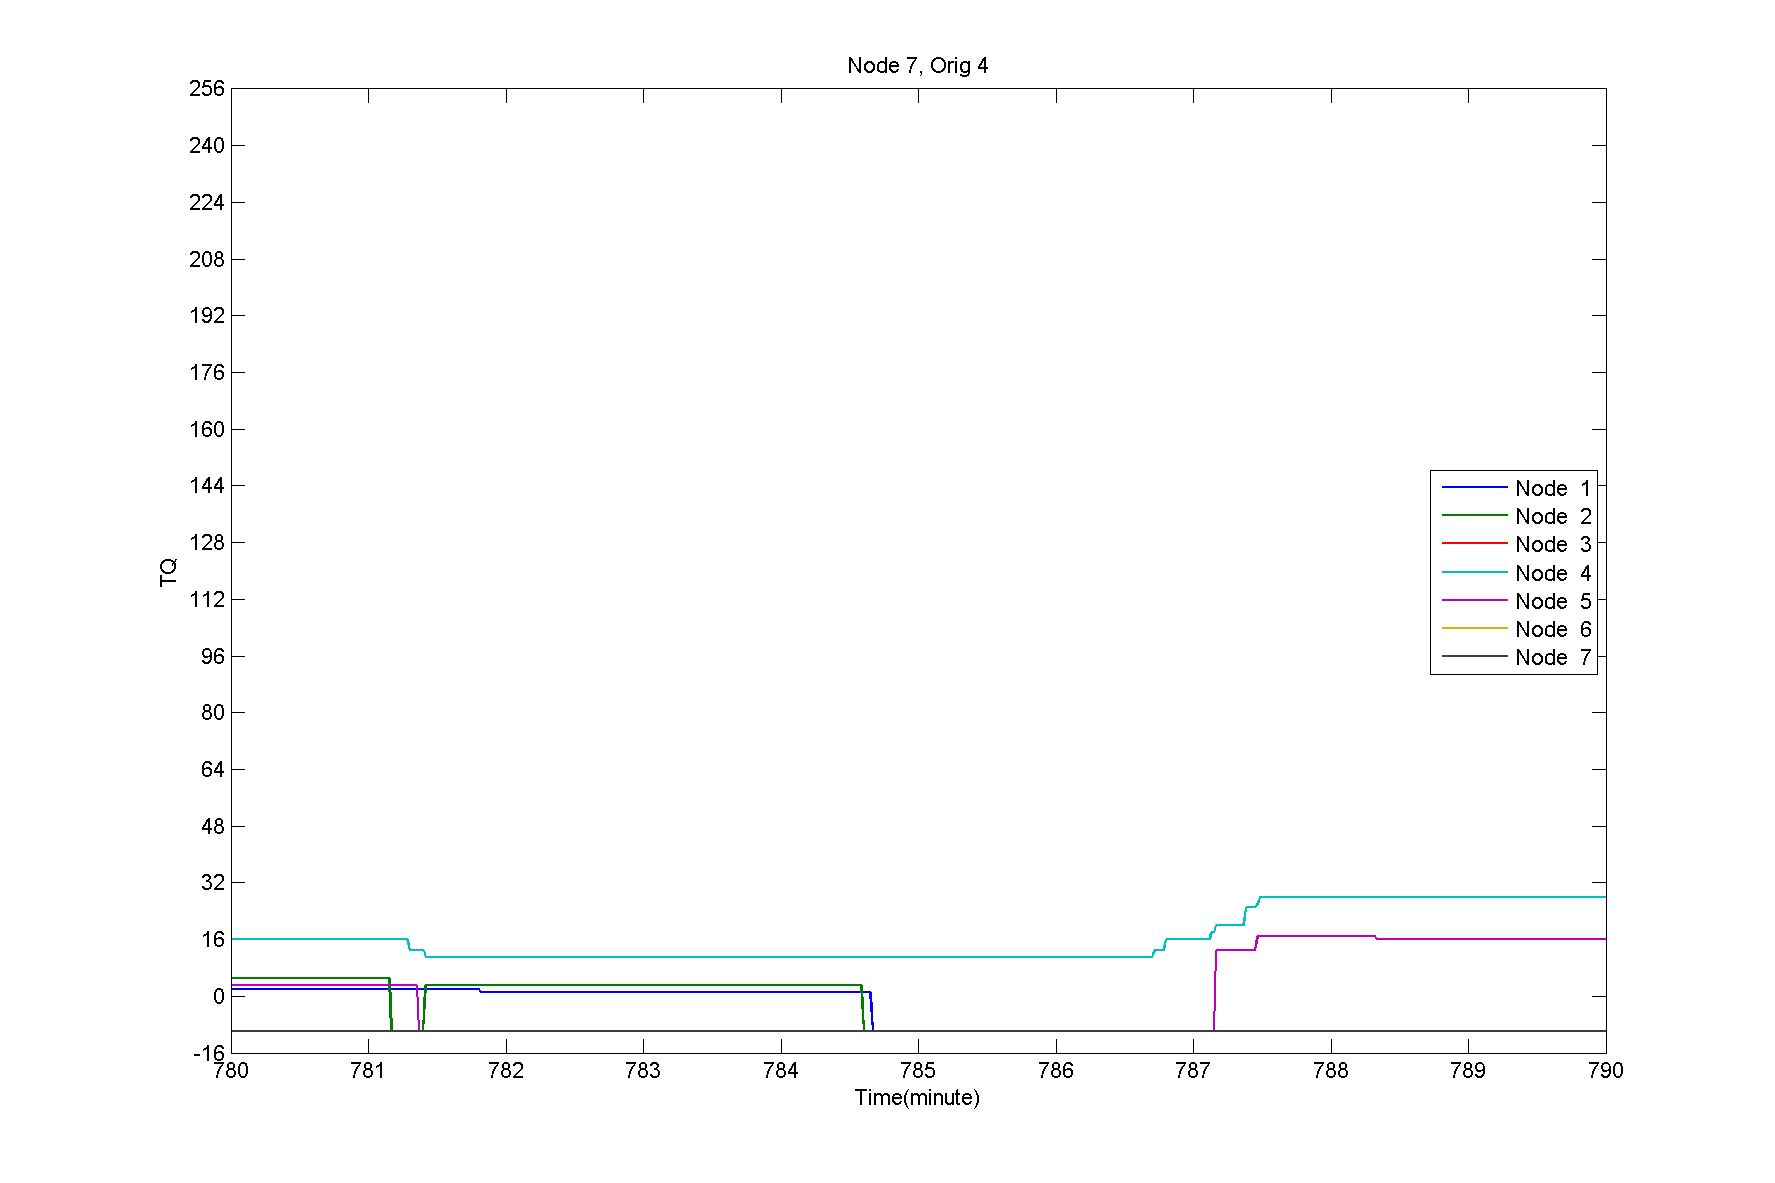 Node 7, Orig 4
256
240
224
208
192
176
160
144
128
112
96
80
64
48
32
16
0
-16
TQ
Node 1
Node 2
Node 3
Node 4
Node 5
Node 6
Node 7
780 781 782 783 784 785 786 787 788 789 790
Time(minute)